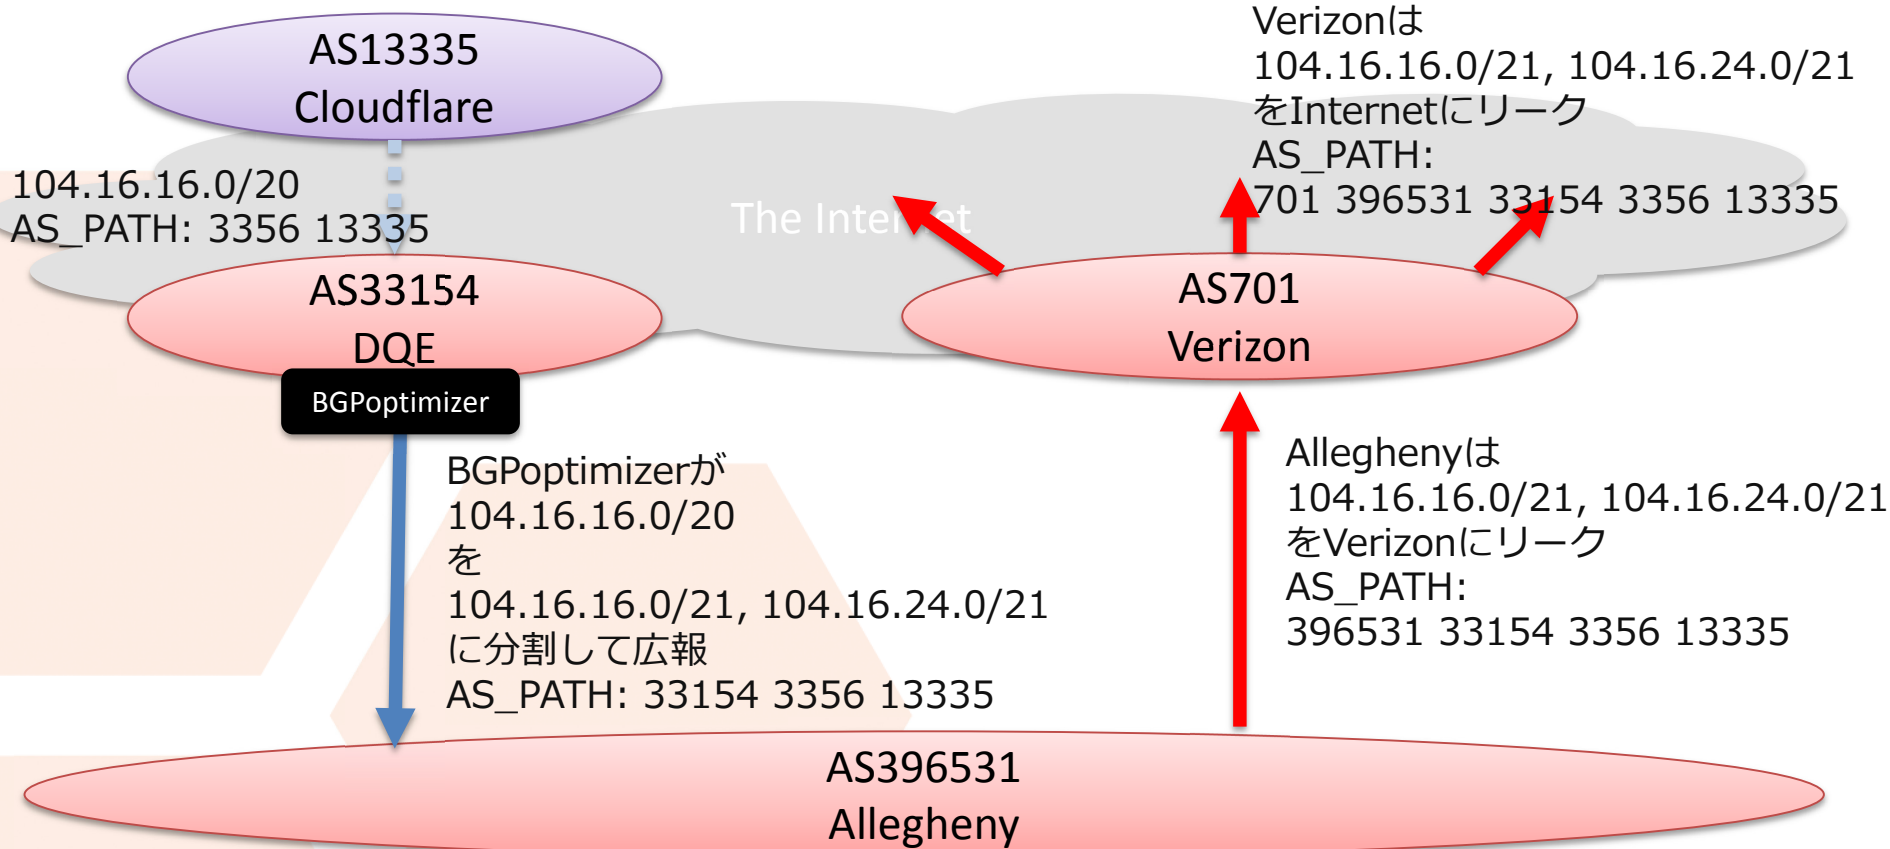 AS13335
Cloudflare
Verizonは
104.16.16.0/21, 104.16.24.0/21
をInternetにリーク
AS_PATH:
701 396531 33154 3356 13335
104.16.16.0/20
AS_PATH: 3356 13335
The Internet
AS33154
DQE
BGPoptimizer
AS701
Verizon
BGPoptimizerが
104.16.16.0/20
を
104.16.16.0/21, 104.16.24.0/21
に分割して広報
AS_PATH: 33154 3356 13335
Alleghenyは
104.16.16.0/21, 104.16.24.0/21
をVerizonにリーク
AS_PATH:
396531 33154 3356 13335
AS396531
Allegheny